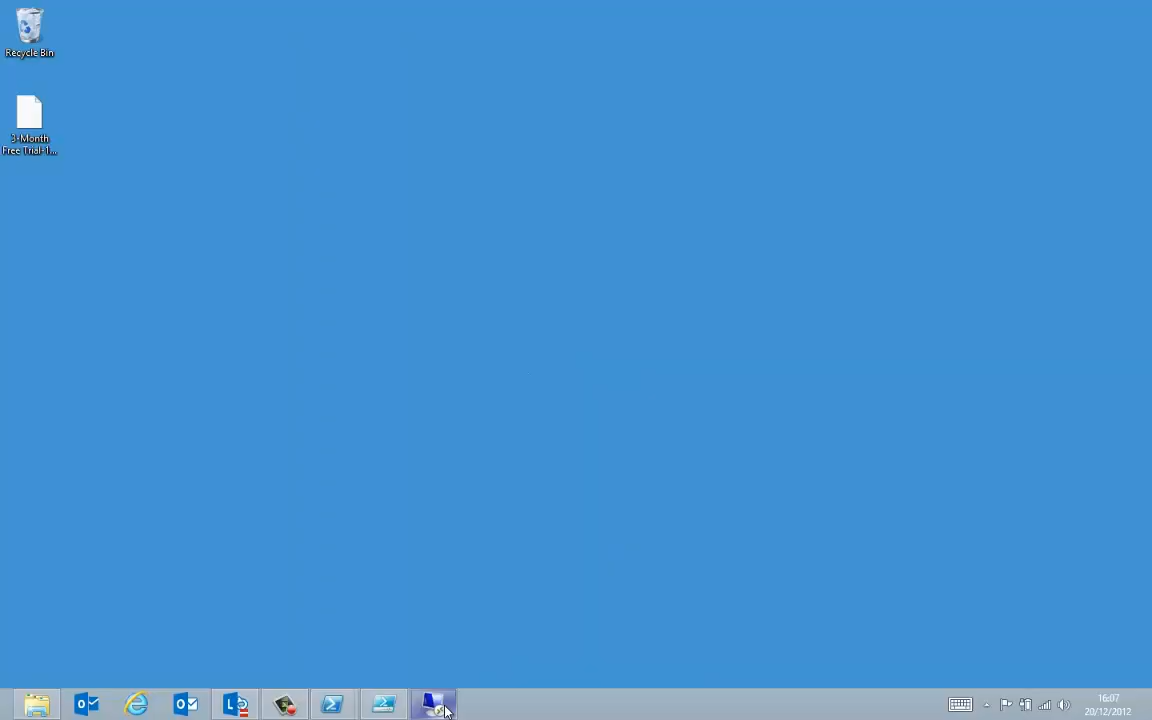 Recycle Bin
3-Month
Free Trial-1...
16:07
20/12/2012